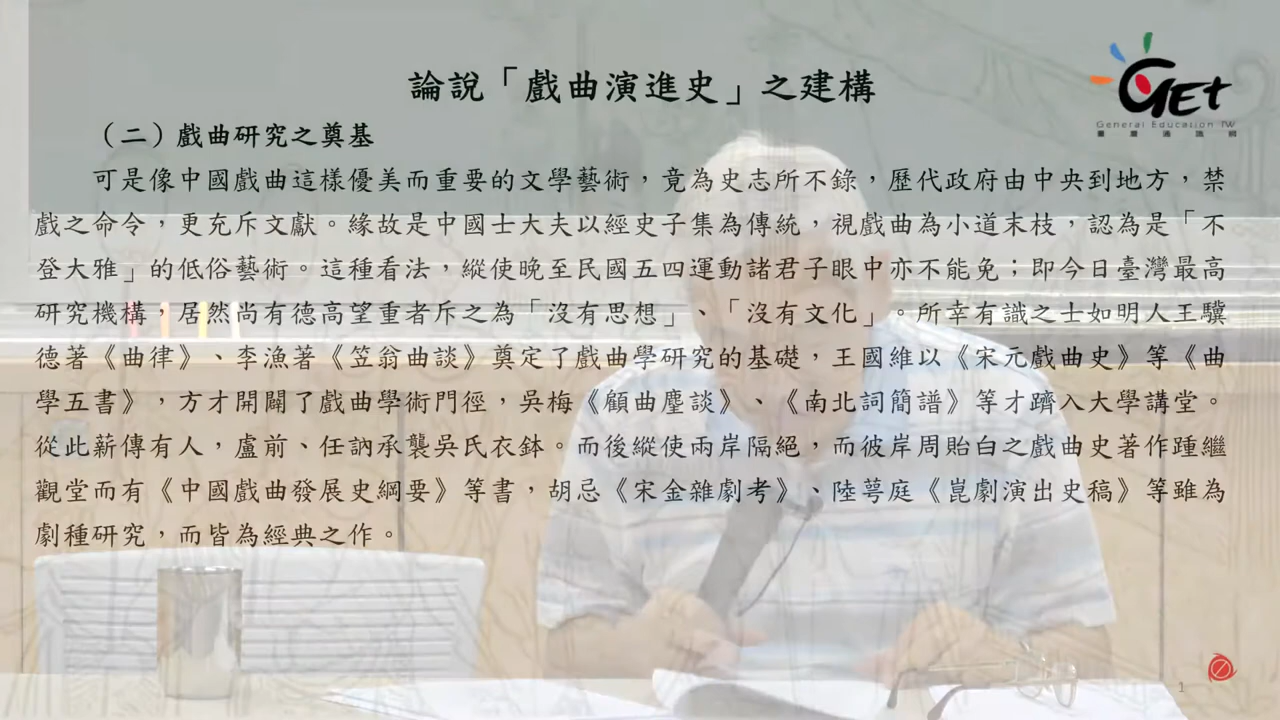 論說「戲曲演進史」之建構
GEt
General Education TW
臺灣通識網
（二）戲曲研究之奠基
可是像中國戲曲這樣優美而重要的文學藝術，竟為史志所不錄，歷代政府由中央到地方，禁
戲之命令，更充斥文獻。緣故是中國士大夫以經史子集為傳統，視戲曲為小道末枝，認為是「不
登大雅」的低俗藝術。這種看法，縱使晚至民國五四運動諸君子眼中亦不能免；即今日臺灣最高
研究機構，居然尚有德高望重者斥之為「沒有思想」、「沒有文化」。所幸有識之士如明人王驥
德著《曲律》、李漁著《笠翁曲談》奠定了戲曲學研究的基礎，王國維以《宋元戲曲史》等《曲
學五書》，方才開闢了戲曲學術門徑，吳梅《顧曲塵談》、《南北詞簡譜》等才躋入大學講堂。
從此薪傳有人，盧前、任訥承襲吳氏衣鉢。而後縱使兩岸隔絕，而彼岸周貽白之戲曲史著作踵繼
觀堂而有《中國戲曲發展史綱要》等書，胡忌《宋金雜劇考》、陸萼庭《崑劇演出史稿》等雖為
劇種研究，而皆為經典之作。
1